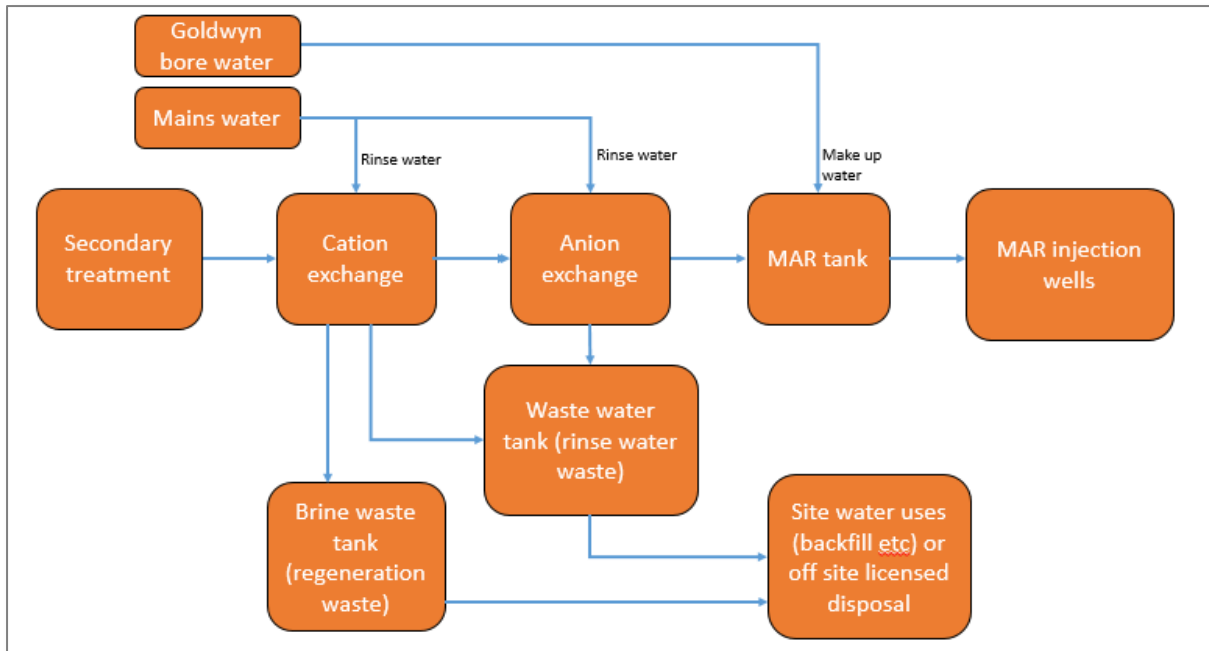 Goldwyn
bore water
Mains water
Rinse water
Rinse water
Make up
water
Secondary
treatment
Cation
exchange
Anion
exchange
MAR tank
MAR injection
wells
Waste water
tank (rinse water
waste)
Brine waste
tank
(regeneration
waste)
Site water uses
(backfill etc) or
off site licensed
disposal